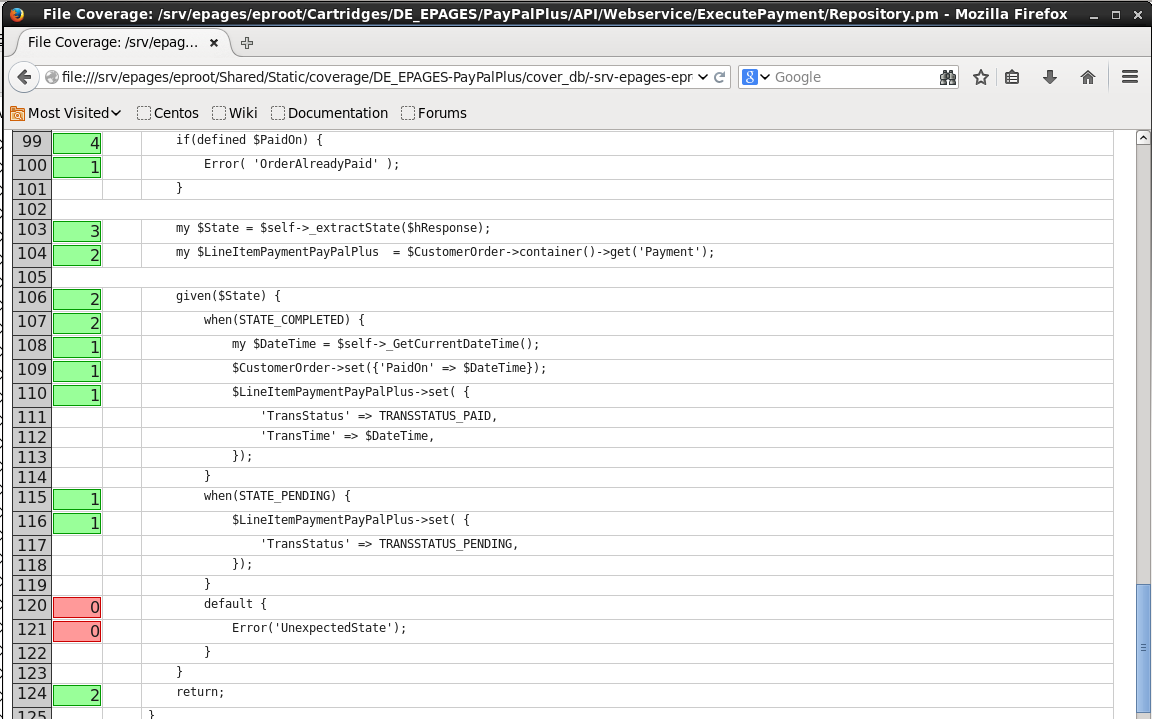 File Coverage: /srv/epages/eproot/Cartridges/DE_EPAGES/PayPalPlus/API/Webservice/ExecutePayment/Repository.pm - Mozilla Firefox
File Coverage: /srv/epag...
file:///srv/epages/eproot/Shared/Static/coverage/DE_EPAGES-PayPalPlus/cover_db/-srv-epages-epr
Google
Most Visited Centos Wiki Documentation Forums
99 4 if(defined $PaidOn) {
100 1 Error( 'OrderAlreadyPaid' );
101 }
102
103 3 my $State = $self->_extractState($hResponse);
104 2 my $LineItemPaymentPayPalPlus  = $CustomerOrder->container()->get('Payment');
105
106 2 given($State) {
107 2 when(STATE_COMPLETED) {
108 1 my $DateTime = $self->_GetCurrentDateTime();
109 1 $CustomerOrder->set({'PaidOn' => $DateTime});
110 1 $LineItemPaymentPayPalPlus->set( {
111 'TransStatus' => TRANSSTATUS_PAID,
112 'TransTime' => $DateTime,
113 });
114 }
115 1 when(STATE_PENDING) {
116 1 $LineItemPaymentPayPalPlus->set( {
117 'TransStatus' => TRANSSTATUS_PENDING,
118 });
119 }
120 0 default {
121 0 Error('UnexpectedState');
122 }
123 }
124 2 return;
125 }